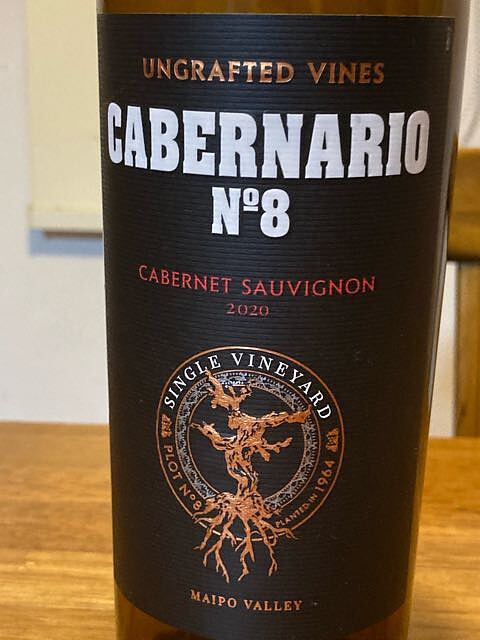 UNGRAFTED VINES
CABERNARIO
Nº8
CABERNET SAUVIGNON
2020
SINGLE VINEYARD
PLOT Nº8
PLANTED IN 1964
MAIPO VALLEY